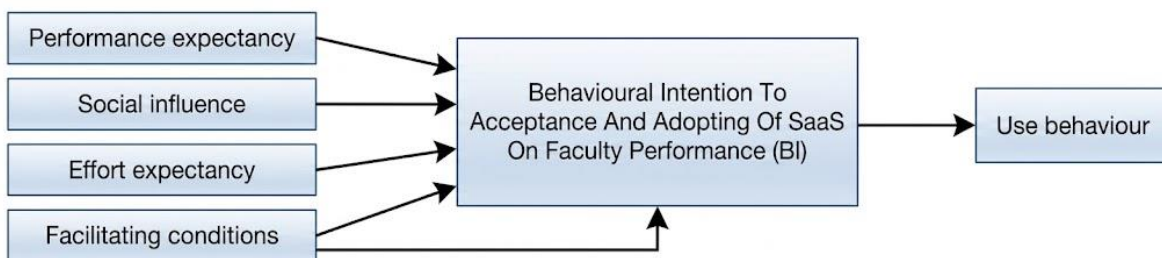 Performance expectancy
Social influence
Effort expectancy
Facilitating conditions
Behavioural Intention To
Acceptance And Adopting Of SaaS
On Faculty Performance (BI)
Use behaviour